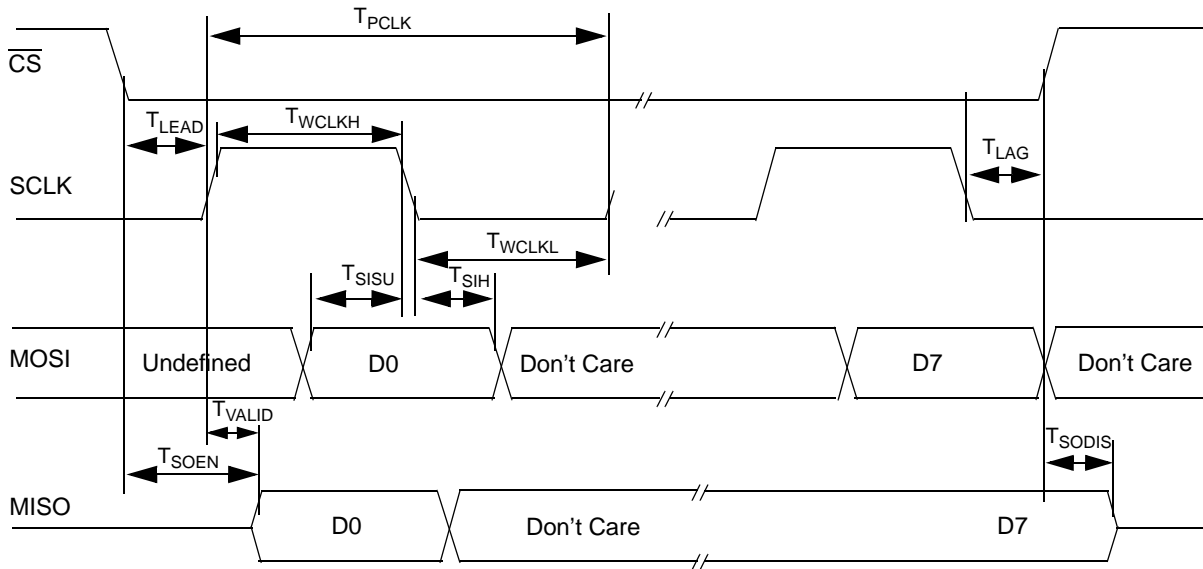 T_PCLK
CS
T_LEAD
T_WCLKH
T_LAG
SCLK
T_WCLKL
T_SISU
T_SIH
MOSI
Undefined
D0
Don't Care
D7
Don't Care
T_VALID
T_SOEN
T_SODIS
MISO
D0
Don't Care
D7